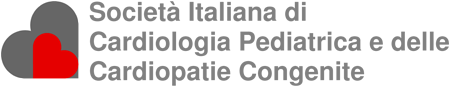 Società Italiana di
Cardiologia Pediatrica e delle
Cardiopatie Congenite